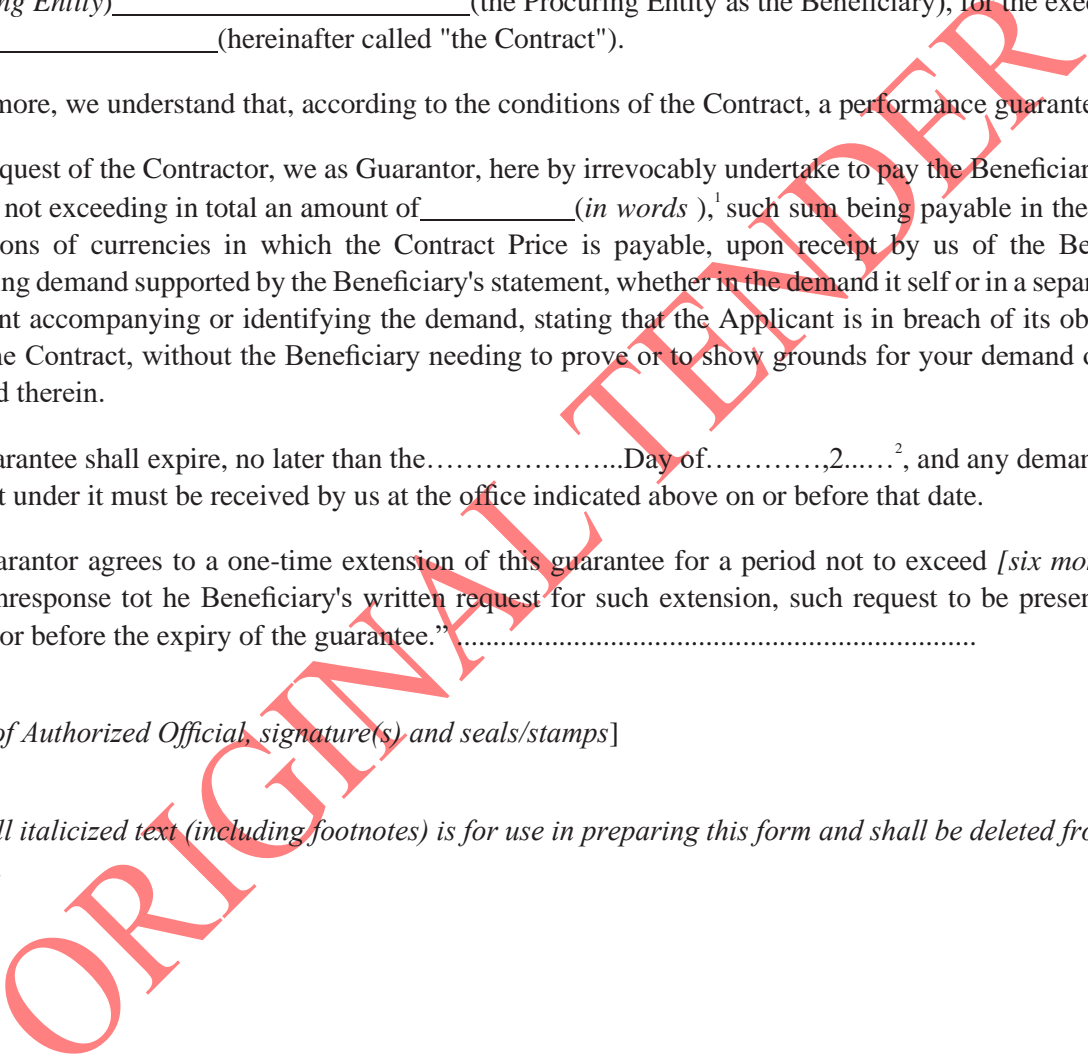 ng Entity)____________________(the Procuring Entity as the Beneficiary), for the exec
____________(hereinafter called "the Contract").
more, we understand that, according to the conditions of the Contract, a performance guarante
quest of the Contractor, we as Guarantor, here by irrevocably undertake to pay the Beneficiar
not exceeding in total an amount of__________(in words ),¹ such sum being payable in the
ons of currencies in which the Contract Price is payable, upon receipt by us of the Be
ng demand supported by the Beneficiary's statement, whether in the demand it self or in a separ
nt accompanying or identifying the demand, stating that the Applicant is in breach of its ob
he Contract, without the Beneficiary needing to prove or to show grounds for your demand o
d therein.
arantee shall expire, no later than the…………………...Day of…………,2...…², and any deman
t under it must be received by us at the office indicated above on or before that date.
arantor agrees to a one-time extension of this guarantee for a period not to exceed [six mo
nresponse tot he Beneficiary's written request for such extension, such request to be presen
or before the expiry of the guarantee.” ......................................................................
of Authorized Official, signature(s) and seals/stamps]
ll italicized text (including footnotes) is for use in preparing this form and shall be deleted fro
ORIGINAL TENDER